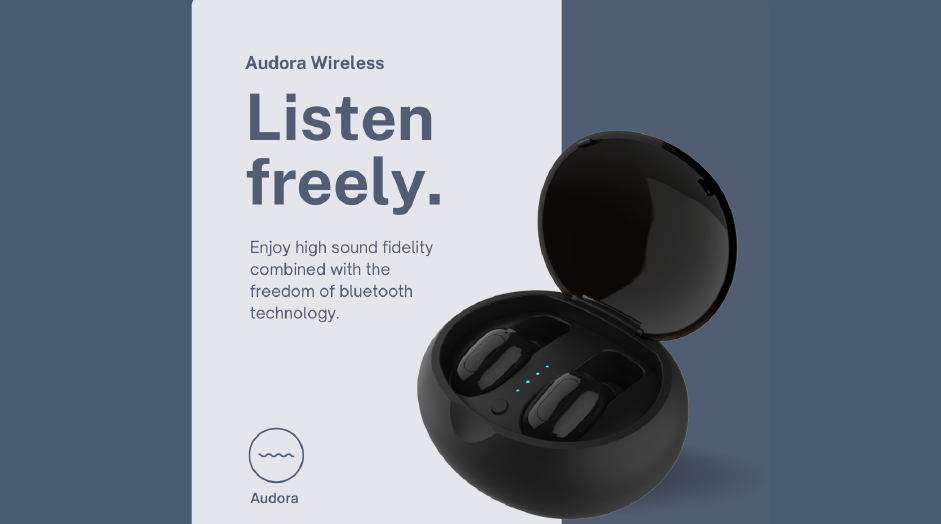 Audora Wireless
Listen
freely.
Enjoy high sound fidelity
combined with the
freedom of bluetooth
technology.
Audora